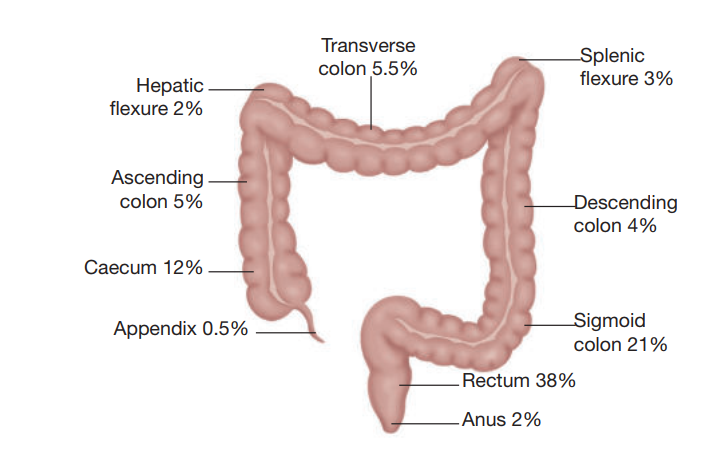 Transverse
colon 5.5%
Splenic
flexure 3%
Hepatic
flexure 2%
Ascending
colon 5%
Descending
colon 4%
Caecum 12%
Appendix 0.5%
Sigmoid
colon 21%
Rectum 38%
Anus 2%